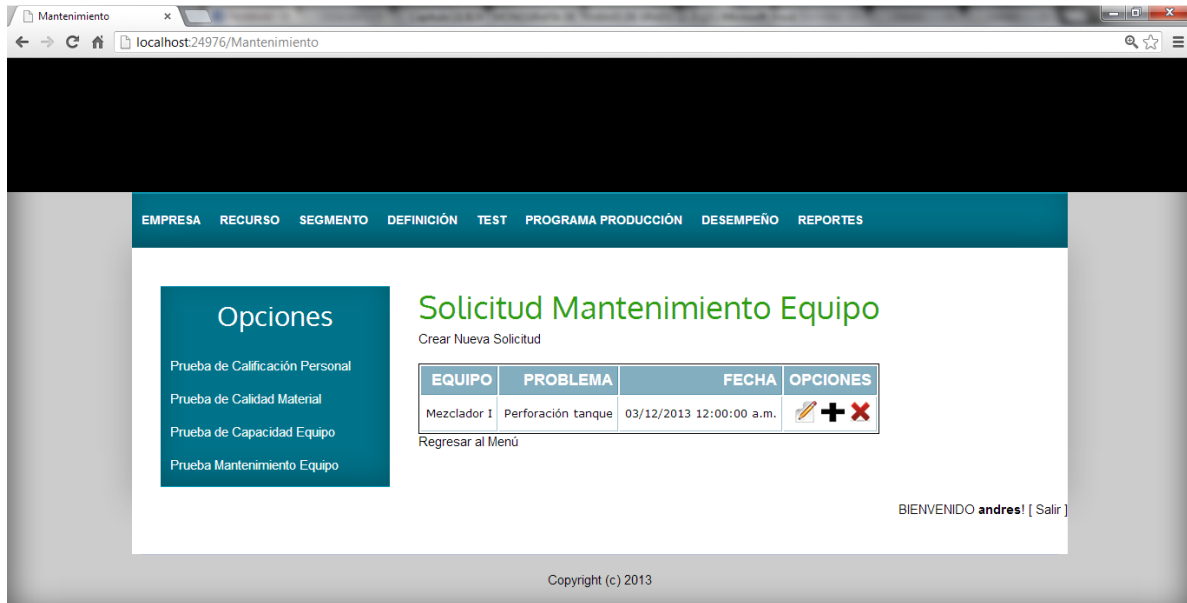 Mantenimiento
localhost:24976/Mantenimiento
EMPRESA RECURSO SEGMENTO DEFINICIÓN TEST PROGRAMA PRODUCCIÓN DESEMPEÑO REPORTES
Opciones
Prueba de Calificación Personal
Prueba de Calidad Material
Prueba de Capacidad Equipo
Prueba Mantenimiento Equipo
Solicitud Mantenimiento Equipo
Crear Nueva Solicitud
EQUIPO PROBLEMA FECHA OPCIONES
Mezclador I Perforación tanque 03/12/2013 12:00:00 a.m.
Regresar al Menú
BIENVENIDO andres! [ Salir ]
Copyright (c) 2013